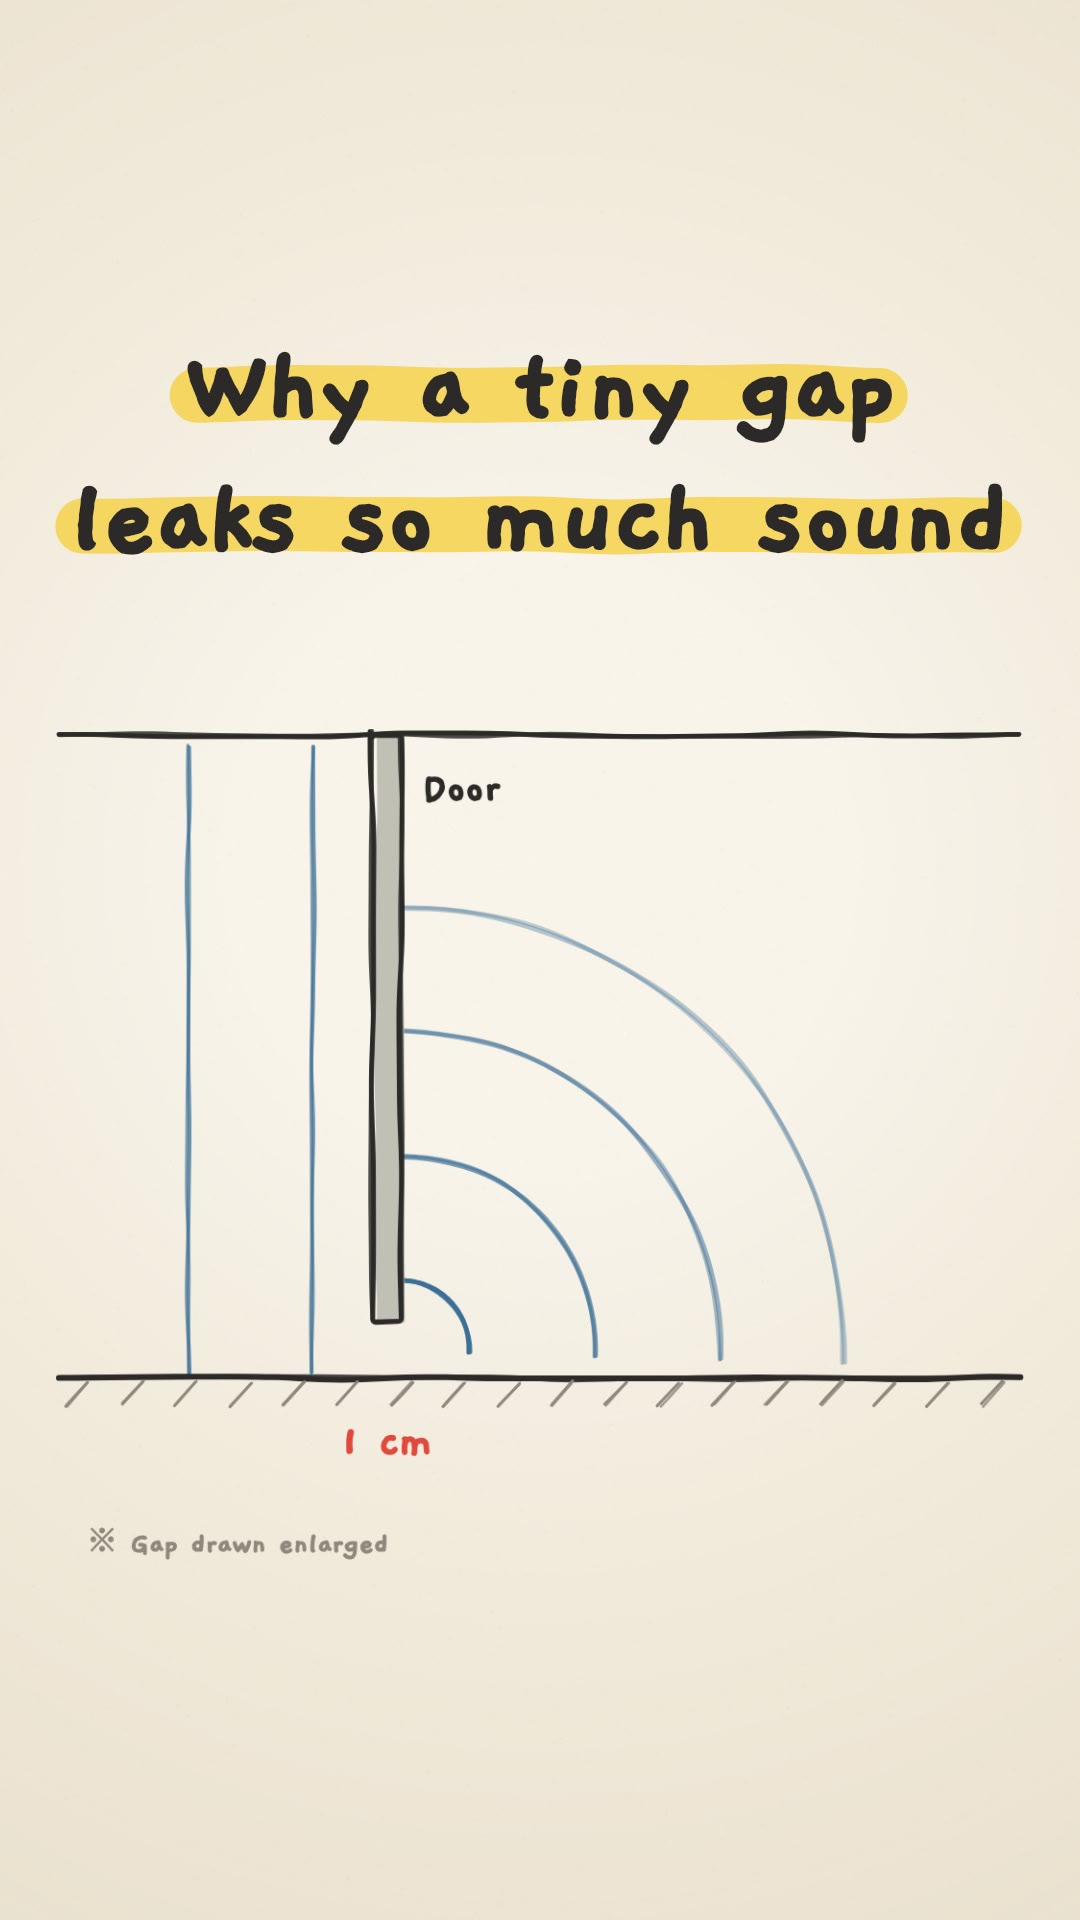 Why a tiny gap
leaks so much sound
Door
1 cm
※ Gap drawn enlarged